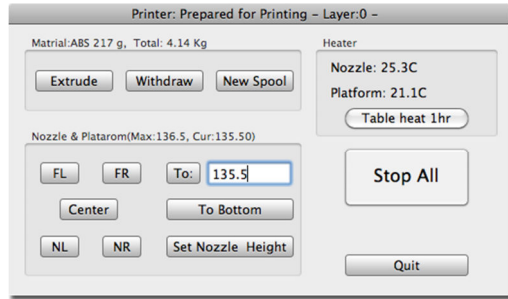 Printer: Prepared for Printing - Layer:0 -
Matrial:ABS 217 g, Total: 4.14 Kg
Extrude
Withdraw
New Spool
Heater
Nozzle: 25.3C
Platform: 21.1C
Table heat 1hr
Nozzle & Platarom(Max:136.5, Cur:135.50)
FL
FR
To:
135.5
Center
To Bottom
NL
NR
Set Nozzle Height
Stop All
Quit